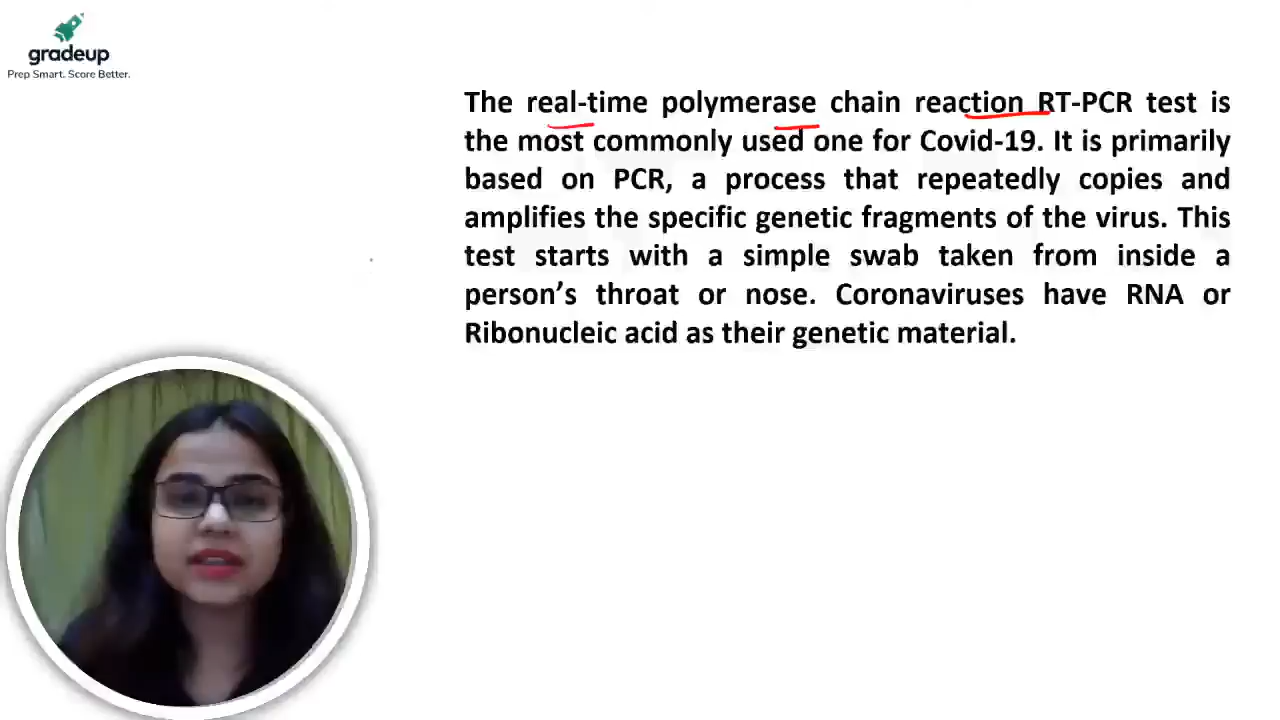 gradeup
Prep Smart. Score Better.
The real-time polymerase chain reaction RT-PCR test is
the most commonly used one for Covid-19. It is primarily
based on PCR, a process that repeatedly copies and
amplifies the specific genetic fragments of the virus. This
test starts with a simple swab taken from inside a
person’s throat or nose. Coronaviruses have RNA or
Ribonucleic acid as their genetic material.